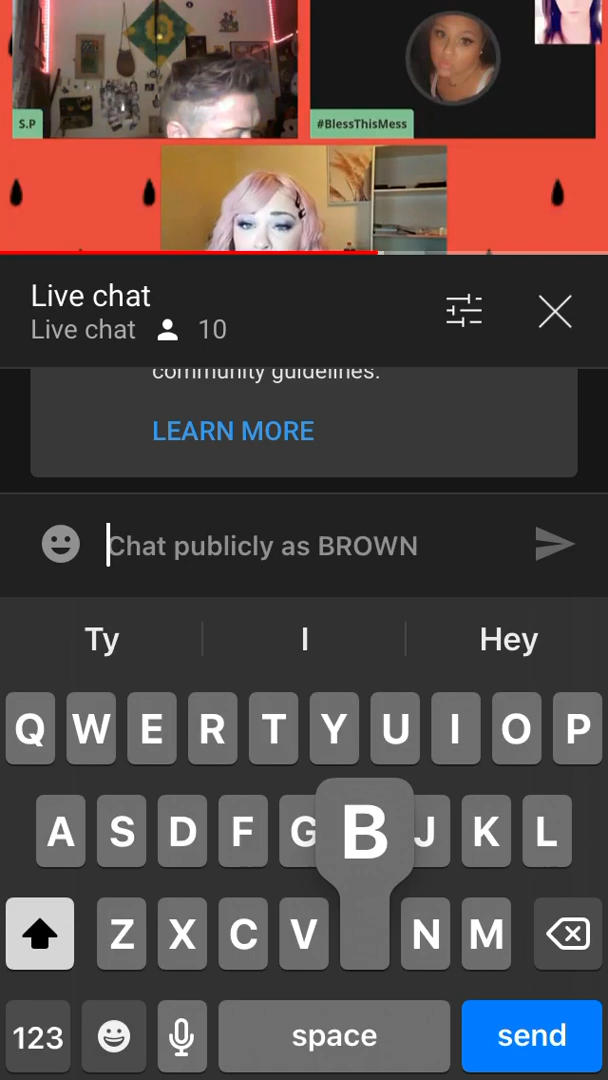 S.P
#BlessThisMess
Live chat
Live chat 10
community guidelines.
LEARN MORE
Chat publicly as BROWN
Ty I Hey
Q W E R T Y U I O P
A S D F G B J K L
Z X C V N M
123 space send